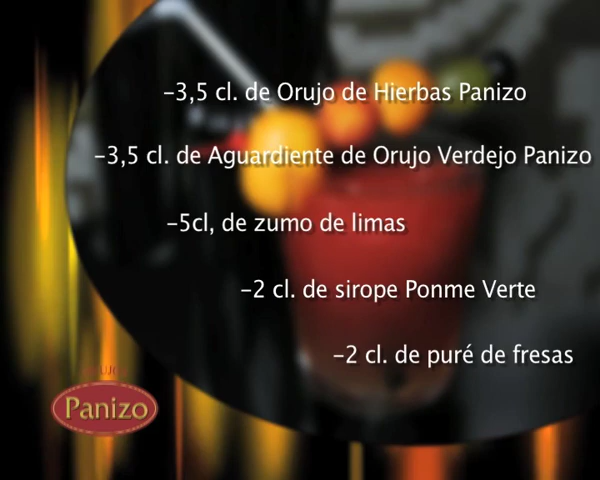 -3,5 cl. de Orujo de Hierbas Panizo
-3,5 cl. de Aguardiente de Orujo Verdejo Panizo
-5cl, de zumo de limas
-2 cl. de sirope Ponme Verte
-2 cl. de puré de fresas
Panizo